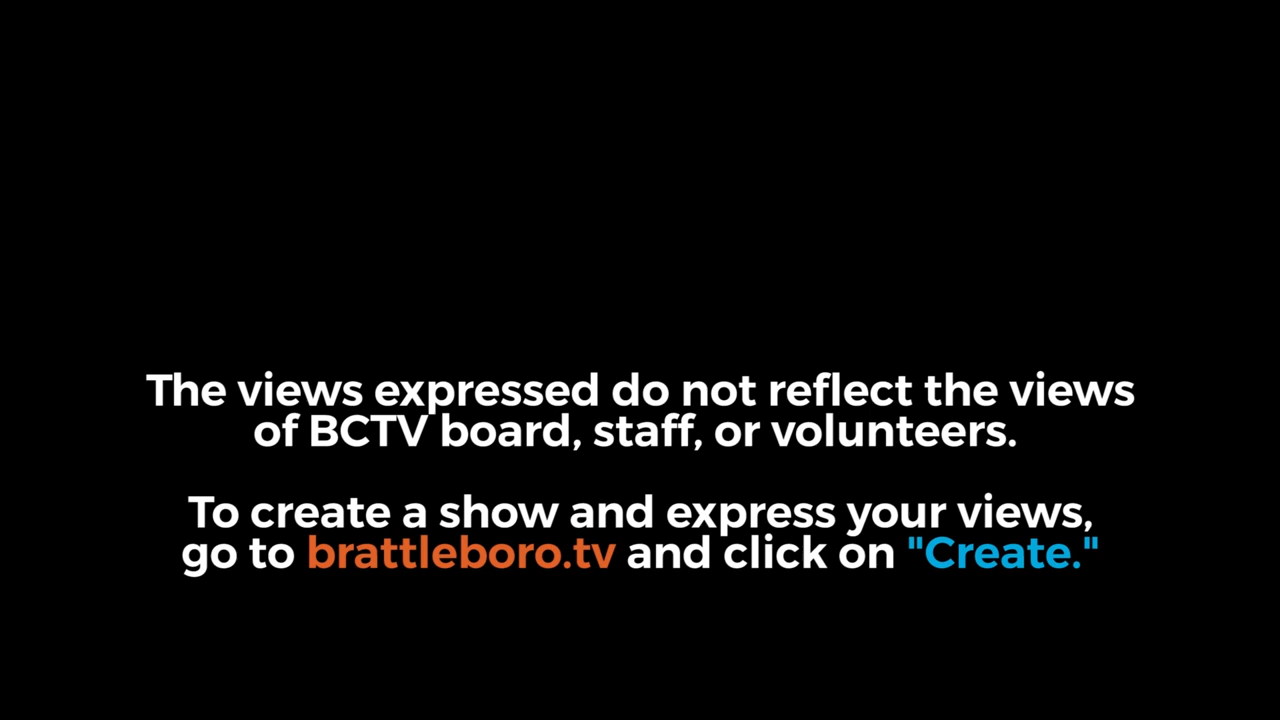 The views expressed do not reflect the views
of BCTV board, staff, or volunteers.
To create a show and express your views,
go to brattleboro.tv and click on "Create."